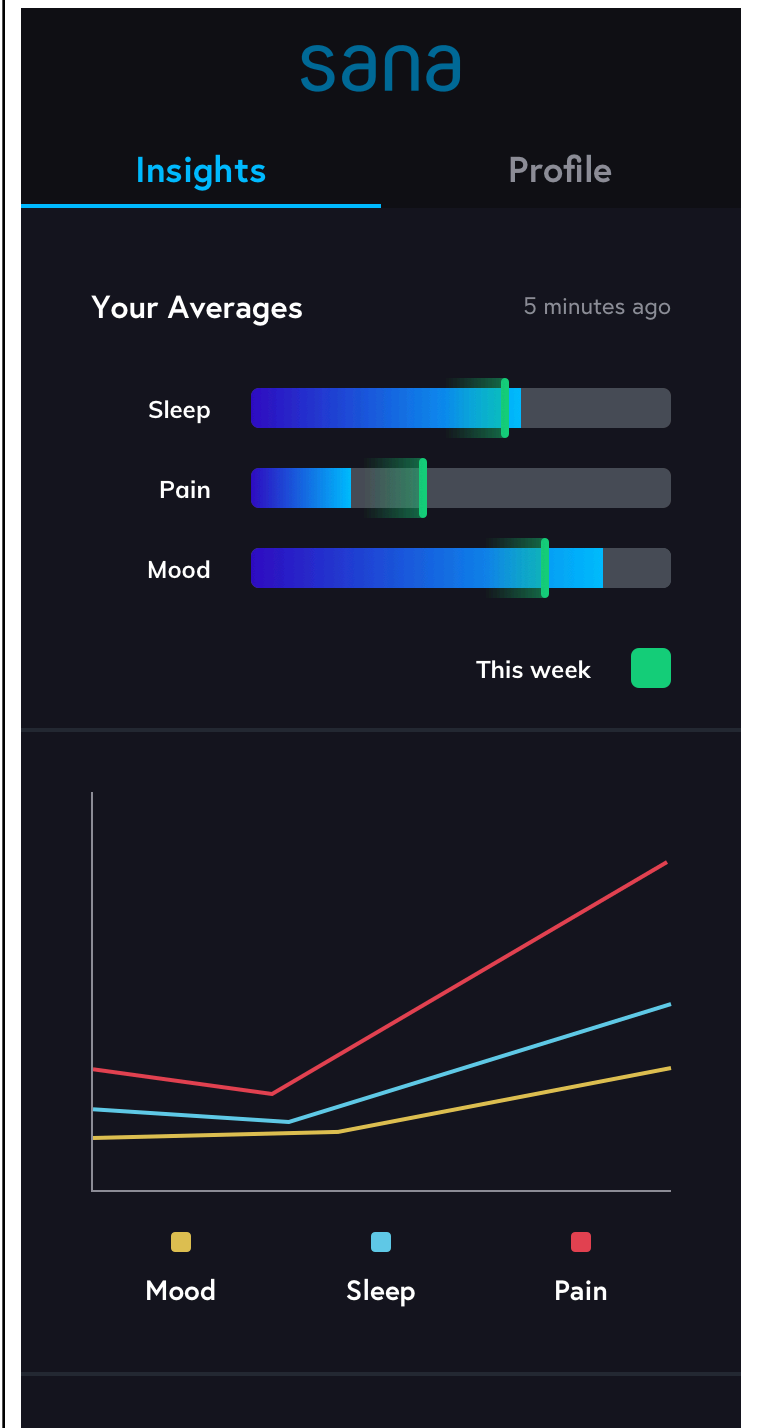 sana
Insights
Profile
Your Averages
5 minutes ago
Sleep
Pain
Mood
This week
Mood
Sleep
Pain